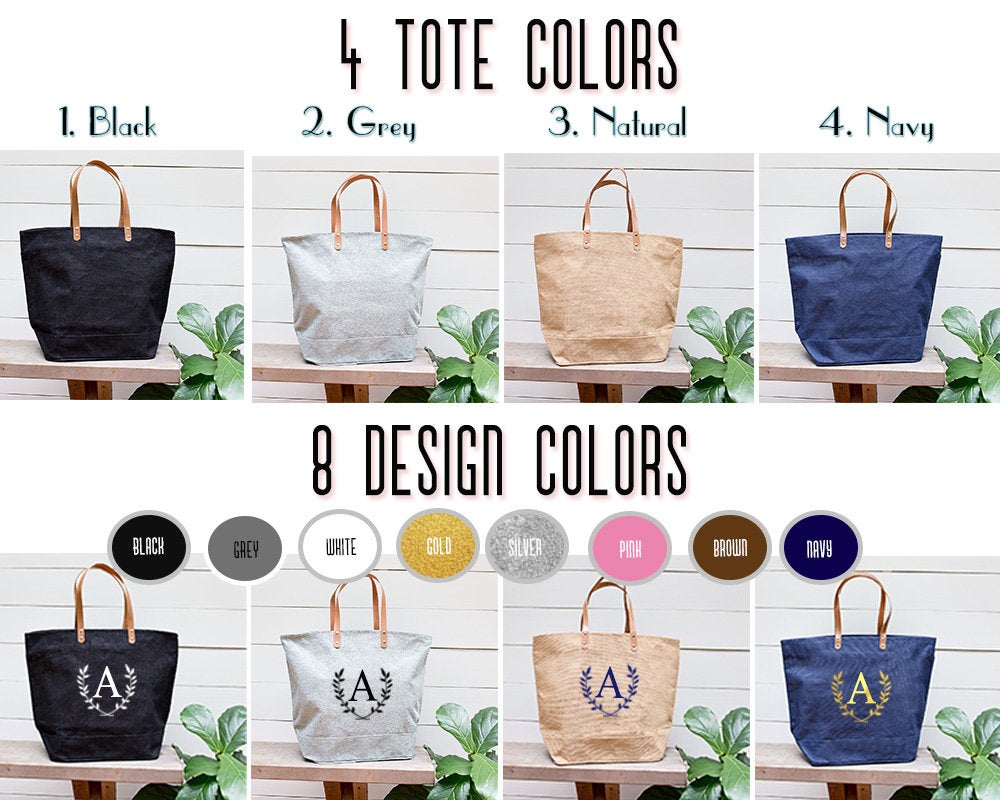 4 TOTE COLORS
1. Black 2. Grey 3. Natural 4. Navy
8 DESIGN COLORS
BLACK GREY WHITE GOLD SILVER PINK BROWN NAVY
A A A A